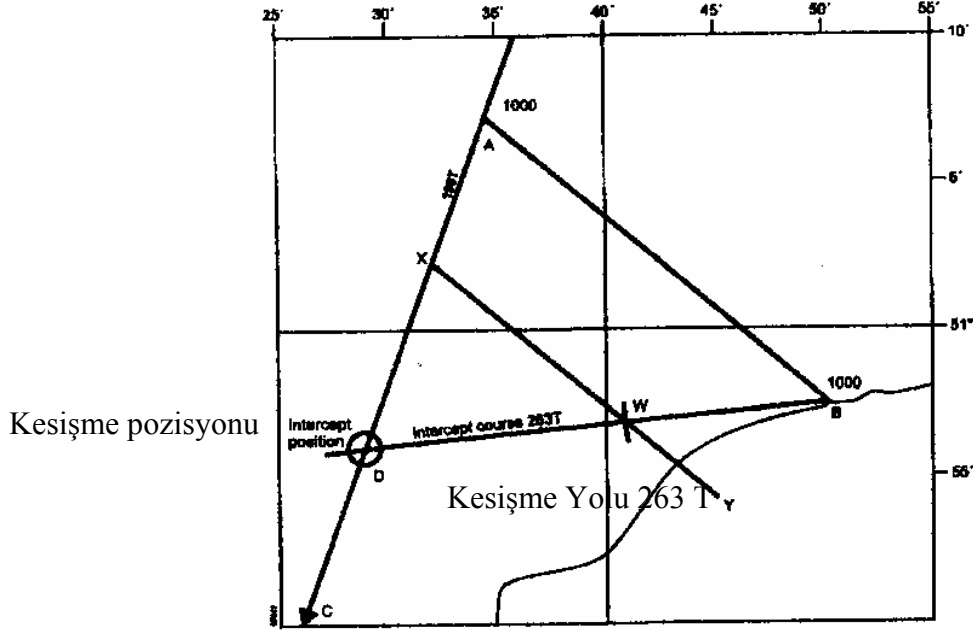 25' 30' 35' 41° 45' 50' 55'
10'
1000
A
5'
X
51°
1000
B
W
Kesişme pozisyonu
Intercept
position
Intercept course 263T
D
55'
Kesişme Yolu 263 T
Y
C